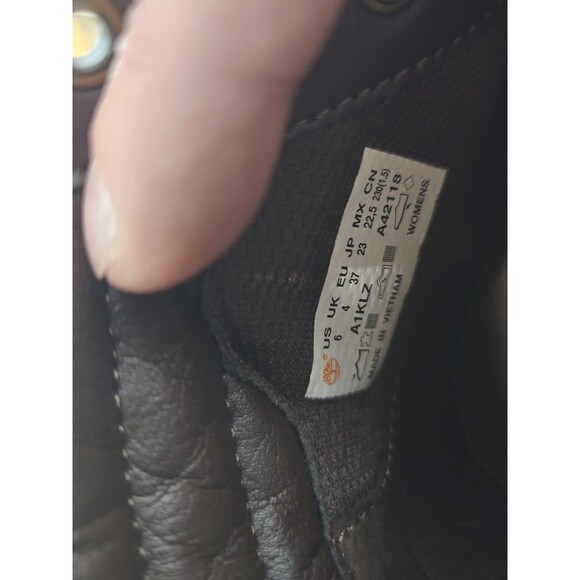 US UK EU JP MX CN
6 4 37 23 22,5 230(1.5)
A1KLZ A42118
MADE IN VIETNAM WOMENS